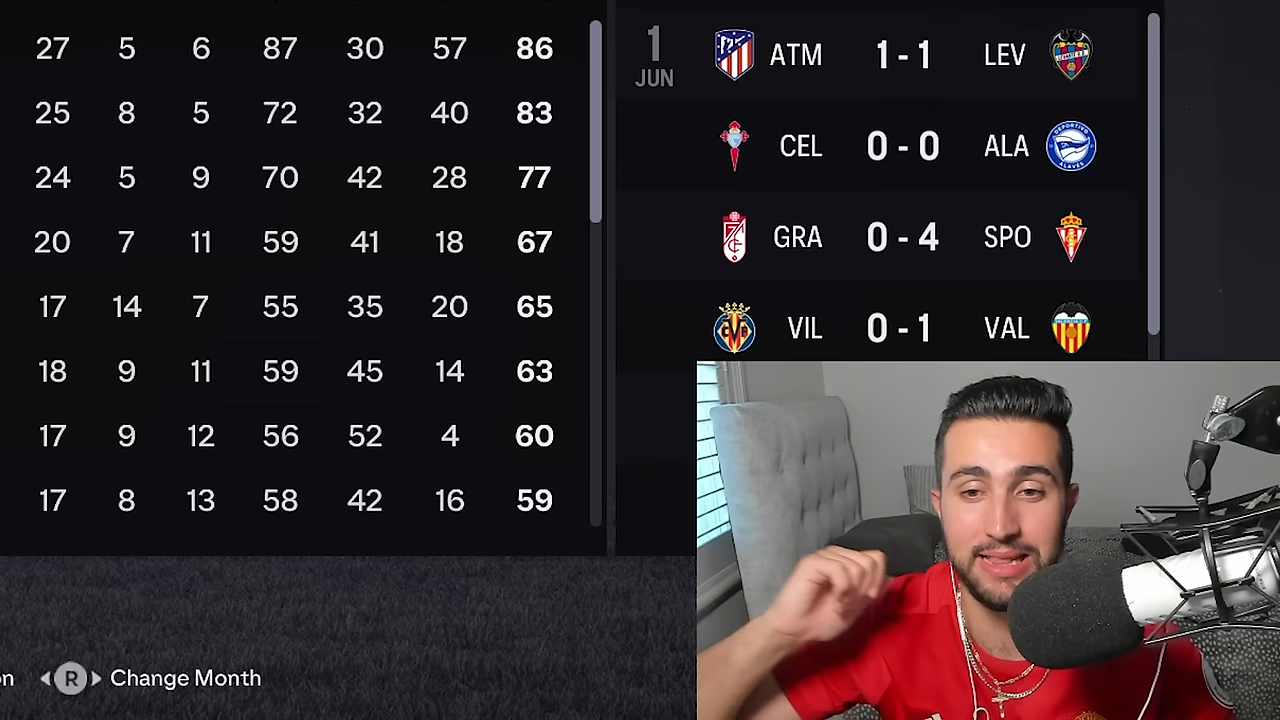 27 5 6 87 30 57 86
25 8 5 72 32 40 83
24 5 9 70 42 28 77
20 7 11 59 41 18 67
17 14 7 55 35 20 65
18 9 11 59 45 14 63
17 9 12 56 52 4 60
17 8 13 58 42 16 59
1 JUN
ATM 1 - 1 LEV
CEL 0 - 0 ALA
GRA 0 - 4 SPO
VIL 0 - 1 VAL
on R Change Month